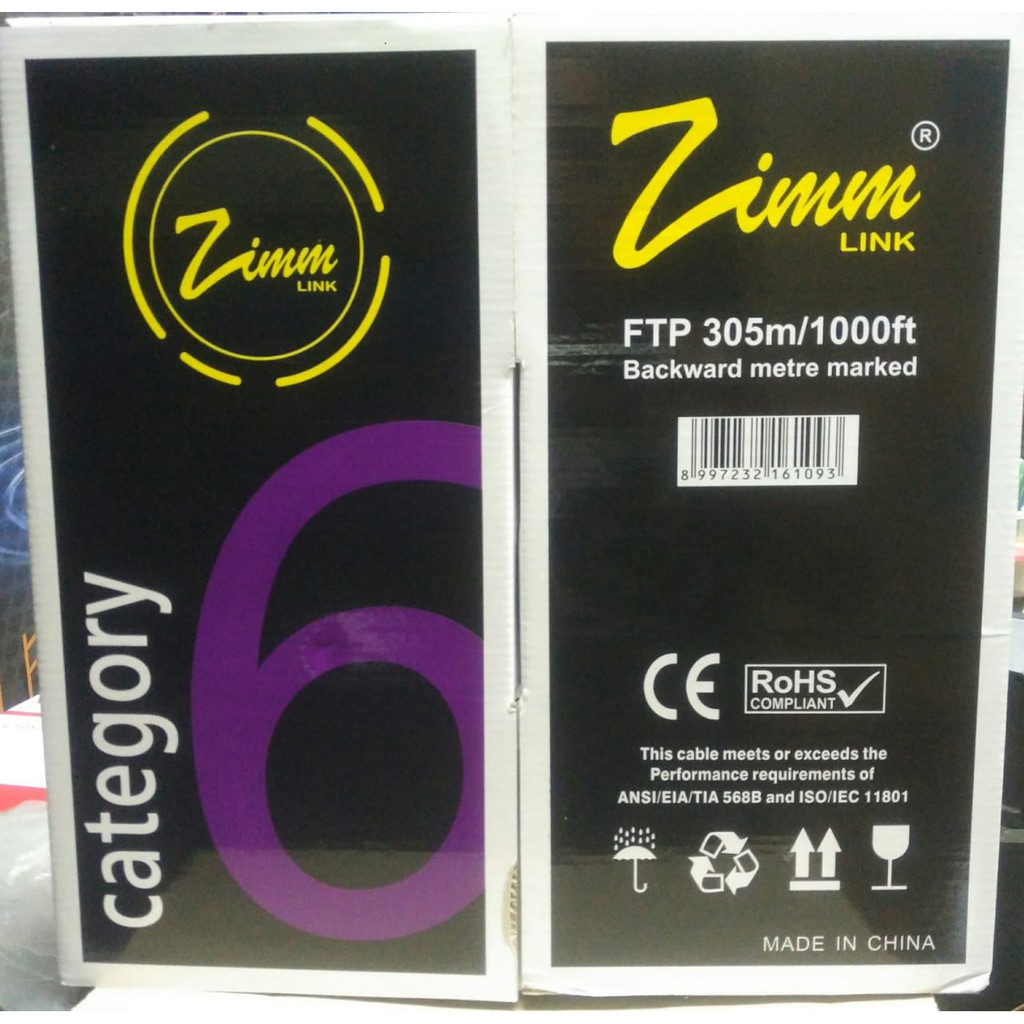 Zimm
LINK
category
6
Zimm ®
LINK
FTP 305m/1000ft
Backward metre marked
8 997232 161093
CE
RoHS
COMPLIANT
This cable meets or exceeds the
Performance requirements of
ANSI/EIA/TIA 568B and ISO/IEC 11801
MADE IN CHINA